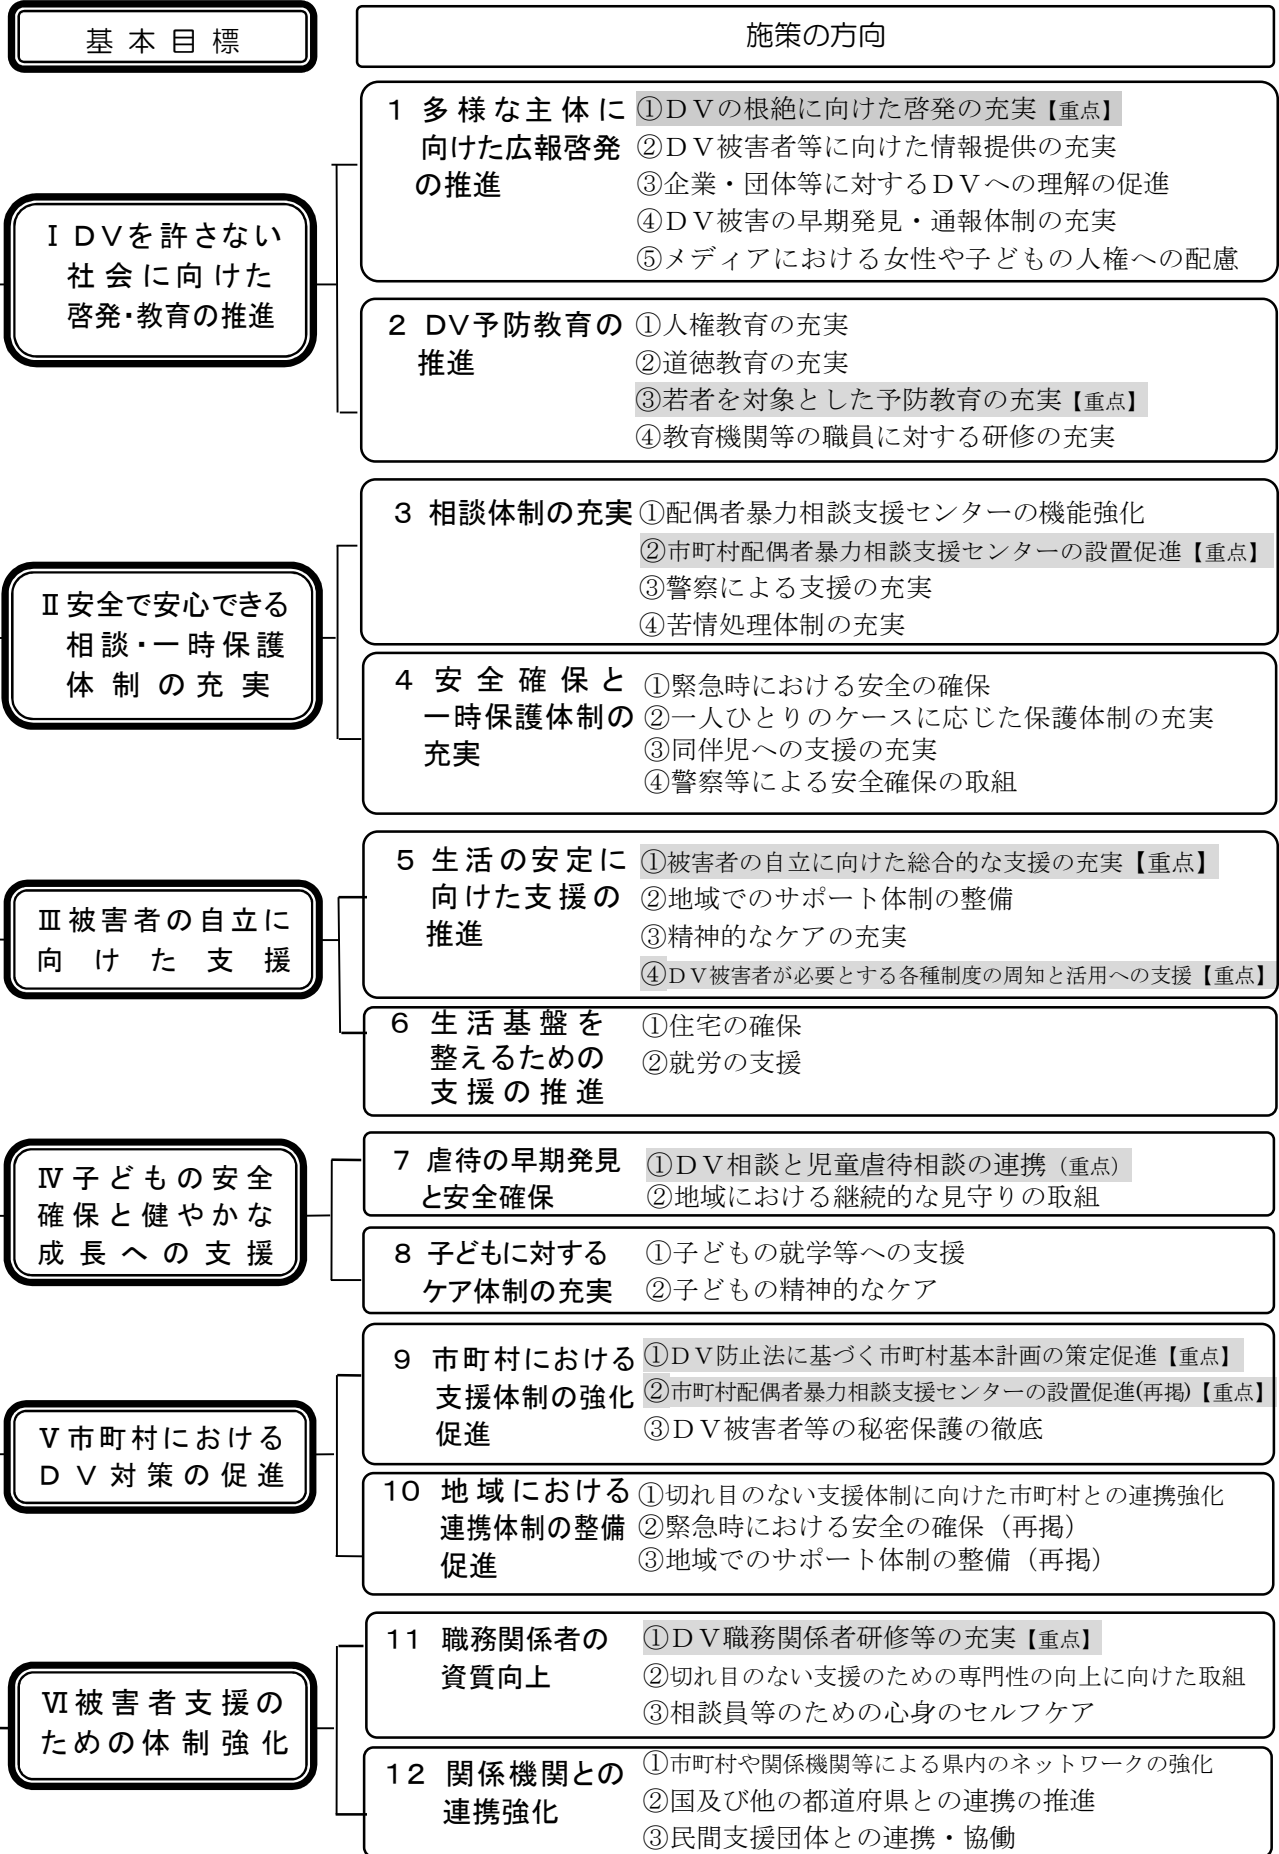 基本目標
施策の方向
Ⅰ DVを許さない
社会に向けた
啓発・教育の推進
1 多様な主体に
向けた広報啓発
の推進
①DVの根絶に向けた啓発の充実【重点】
②DV被害者等に向けた情報提供の充実
③企業・団体等に対するDVへの理解の促進
④DV被害の早期発見・通報体制の充実
⑤メディアにおける女性や子どもの人権への配慮
2 DV予防教育の
推進
①人権教育の充実
②道徳教育の充実
③若者を対象とした予防教育の充実【重点】
④教育機関等の職員に対する研修の充実
Ⅱ安全で安心できる
相談・一時保護
体制の充実
3 相談体制の充実
①配偶者暴力相談支援センターの機能強化
②市町村配偶者暴力相談支援センターの設置促進【重点】
③警察による支援の充実
④苦情処理体制の充実
4 安全確保と
一時保護体制の
充実
①緊急時における安全の確保
②一人ひとりのケースに応じた保護体制の充実
③同伴児への支援の充実
④警察等による安全確保の取組
Ⅲ被害者の自立に
向けた支援
5 生活の安定に
向けた支援の
推進
①被害者の自立に向けた総合的な支援の充実【重点】
②地域でのサポート体制の整備
③精神的なケアの充実
④DV被害者が必要とする各種制度の周知と活用への支援【重点】
6 生活基盤を
整えるための
支援の推進
①住宅の確保
②就労の支援
Ⅳ子どもの安全
確保と健やかな
成長への支援
7 虐待の早期発見
と安全確保
①DV相談と児童虐待相談の連携（重点）
②地域における継続的な見守りの取組
8 子どもに対する
ケア体制の充実
①子どもの就学等への支援
②子どもの精神的なケア
Ⅴ市町村における
DV対策の促進
9 市町村における
支援体制の強化
促進
①DV防止法に基づく市町村基本計画の策定促進【重点】
②市町村配偶者暴力相談支援センターの設置促進(再掲)【重点】
③DV被害者等の秘密保護の徹底
10 地域における
連携体制の整備
促進
①切れ目のない支援体制に向けた市町村との連携強化
②緊急時における安全の確保（再掲）
③地域でのサポート体制の整備（再掲）
Ⅵ被害者支援の
ための体制強化
11 職務関係者の
資質向上
①DV職務関係者研修等の充実【重点】
②切れ目のない支援のための専門性の向上に向けた取組
③相談員等のための心身のセルフケア
12 関係機関との
連携強化
①市町村や関係機関等による県内のネットワークの強化
②国及び他の都道府県との連携の推進
③民間支援団体との連携・協働